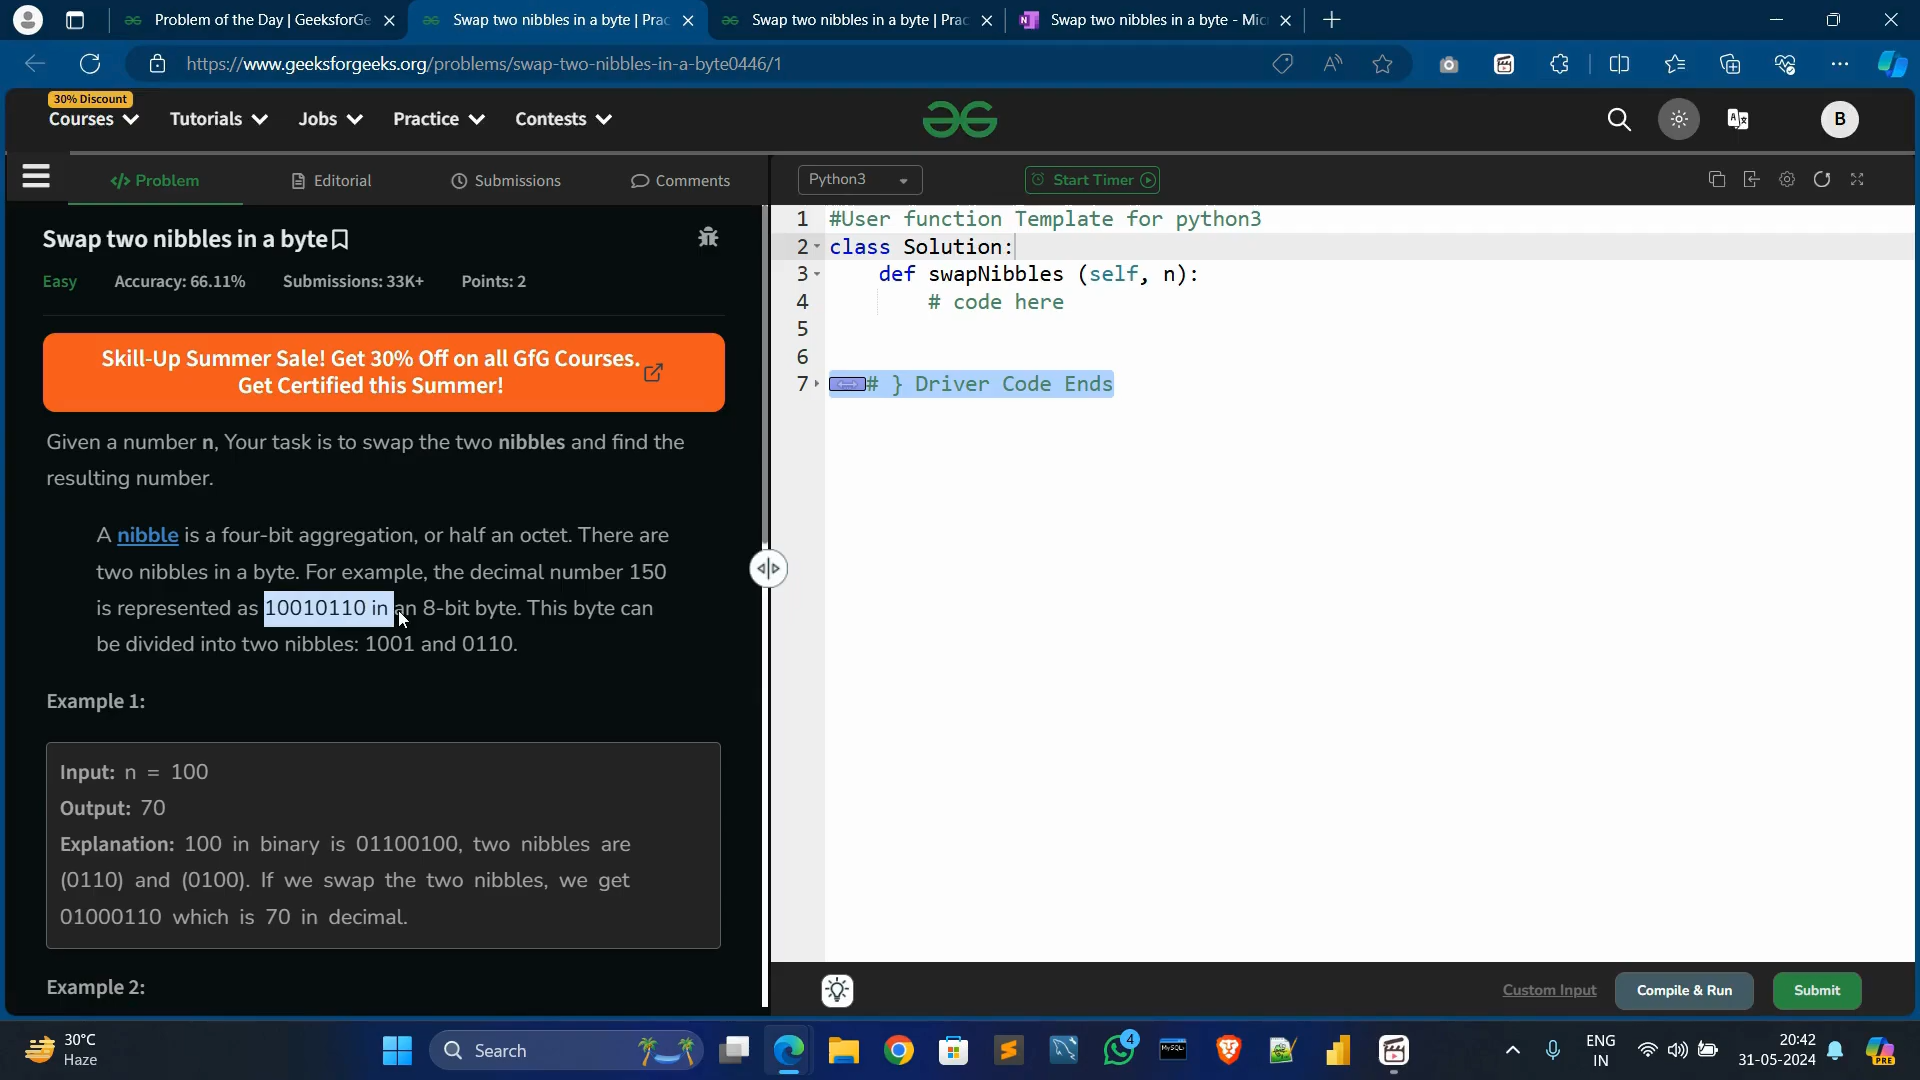 Problem of the Day | GeeksforGe
Swap two nibbles in a byte | Prac
Swap two nibbles in a byte | Prac
Swap two nibbles in a byte - Mic
https://www.geeksforgeeks.org/problems/swap-two-nibbles-in-a-byte0446/1
30% Discount
Courses
Tutorials
Jobs
Practice
Contests
B
</> Problem
Editorial
Submissions
Comments
Python3
Start Timer
Swap two nibbles in a byte
Easy
Accuracy: 66.11%
Submissions: 33K+
Points: 2
Skill-Up Summer Sale! Get 30% Off on all GfG Courses.
Get Certified this Summer!
Given a number n, Your task is to swap the two nibbles and find the
resulting number.
A nibble is a four-bit aggregation, or half an octet. There are
two nibbles in a byte. For example, the decimal number 150
is represented as 10010110 in an 8-bit byte. This byte can
be divided into two nibbles: 1001 and 0110.
Example 1:
Input: n = 100
Output: 70
Explanation: 100 in binary is 01100100, two nibbles are
(0110) and (0100). If we swap the two nibbles, we get
01000110 which is 70 in decimal.
Example 2:
1 #User function Template for python3
2 class Solution:
3 def swapNibbles (self, n):
4 # code here
5
6
7 # } Driver Code Ends
Custom Input
Compile & Run
Submit
30°C
Haze
Search
4
ENG
IN
20:42
31-05-2024
PRE